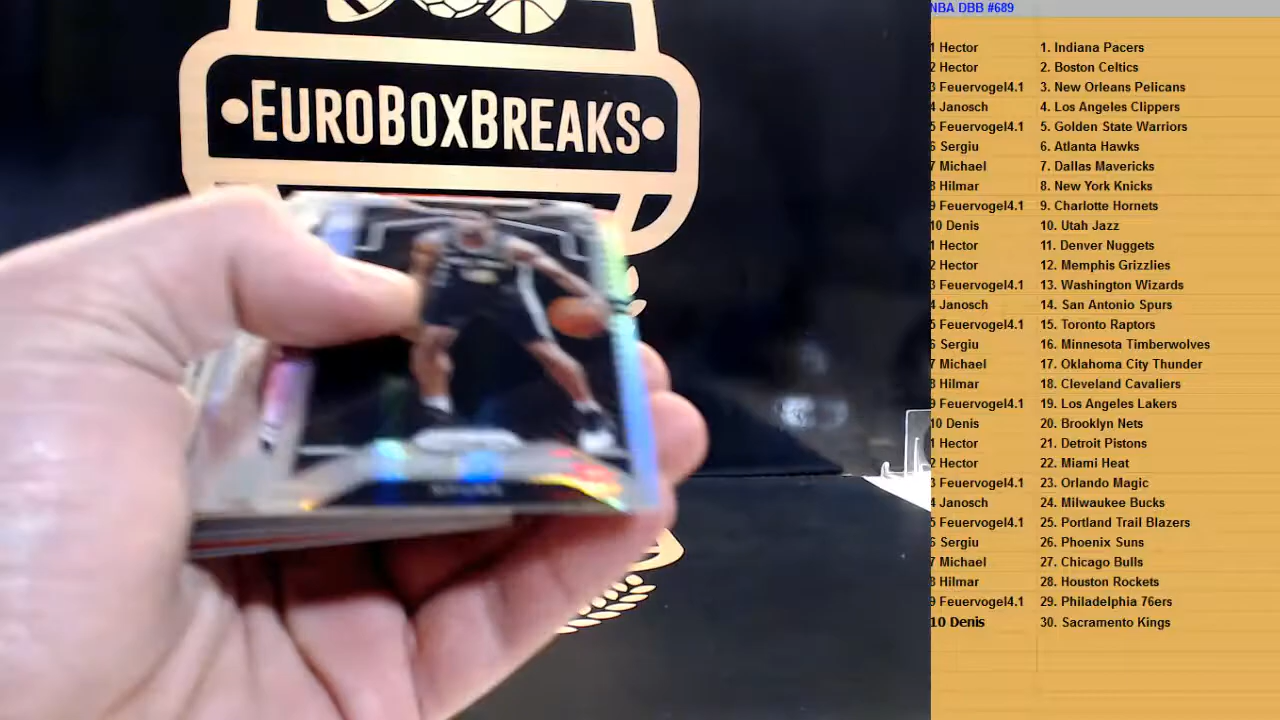 EUROBOXBREAKS
NBA DBB #689
1 Hector 1. Indiana Pacers
2 Hector 2. Boston Celtics
3 Feuervogel4.1 3. New Orleans Pelicans
4 Janosch 4. Los Angeles Clippers
5 Feuervogel4.1 5. Golden State Warriors
6 Sergiu 6. Atlanta Hawks
7 Michael 7. Dallas Mavericks
8 Hilmar 8. New York Knicks
9 Feuervogel4.1 9. Charlotte Hornets
10 Denis 10. Utah Jazz
1 Hector 11. Denver Nuggets
2 Hector 12. Memphis Grizzlies
3 Feuervogel4.1 13. Washington Wizards
4 Janosch 14. San Antonio Spurs
5 Feuervogel4.1 15. Toronto Raptors
6 Sergiu 16. Minnesota Timberwolves
7 Michael 17. Oklahoma City Thunder
8 Hilmar 18. Cleveland Cavaliers
9 Feuervogel4.1 19. Los Angeles Lakers
10 Denis 20. Brooklyn Nets
1 Hector 21. Detroit Pistons
2 Hector 22. Miami Heat
3 Feuervogel4.1 23. Orlando Magic
4 Janosch 24. Milwaukee Bucks
5 Feuervogel4.1 25. Portland Trail Blazers
6 Sergiu 26. Phoenix Suns
7 Michael 27. Chicago Bulls
8 Hilmar 28. Houston Rockets
9 Feuervogel4.1 29. Philadelphia 76ers
10 Denis 30. Sacramento Kings